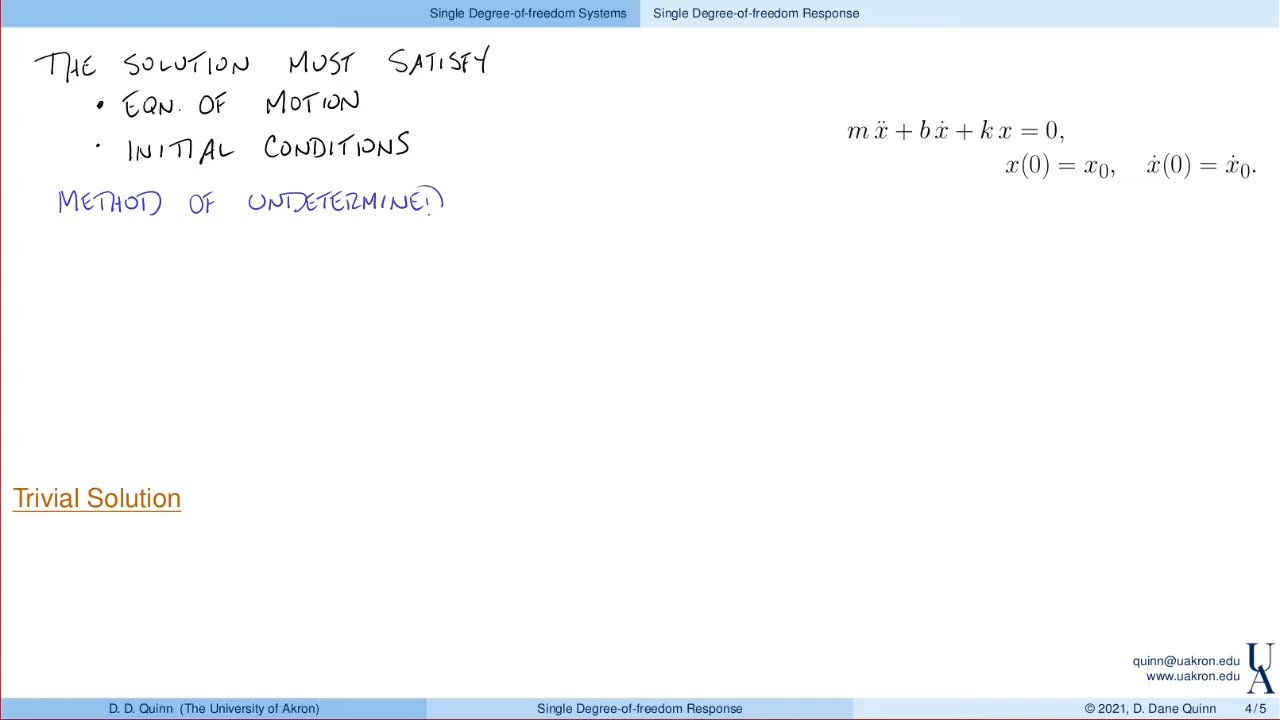 Single Degree-of-freedom Systems Single Degree-of-freedom Response
THE SOLUTION MUST SATISFY
• EQN. OF MOTION
• INITIAL CONDITIONS
m ẍ + b ẋ + k x = 0,
x(0) = x₀, ẋ(0) = ẋ₀.
METHOD OF UNDETERMINED
Trivial Solution
quinn@uakron.edu
www.uakron.edu
UA
D. D. Quinn (The University of Akron) Single Degree-of-freedom Response © 2021, D. Dane Quinn 4 / 5